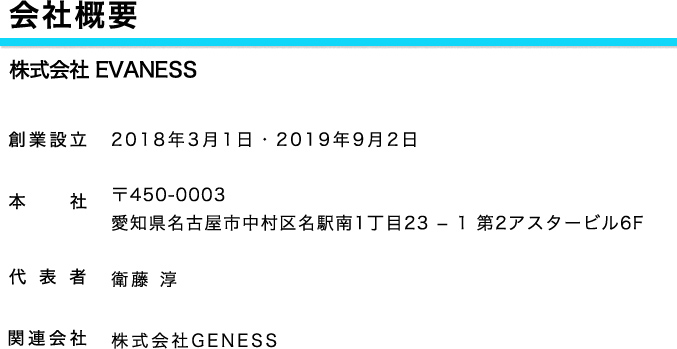 会社概要
株式会社 EVANESS
創業設立 2018年3月1日・2019年9月2日
本社 〒450-0003
愛知県名古屋市中村区名駅南1丁目23 – 1 第2アスタービル6F
代表者 衛藤 淳
関連会社 株式会社GENESS